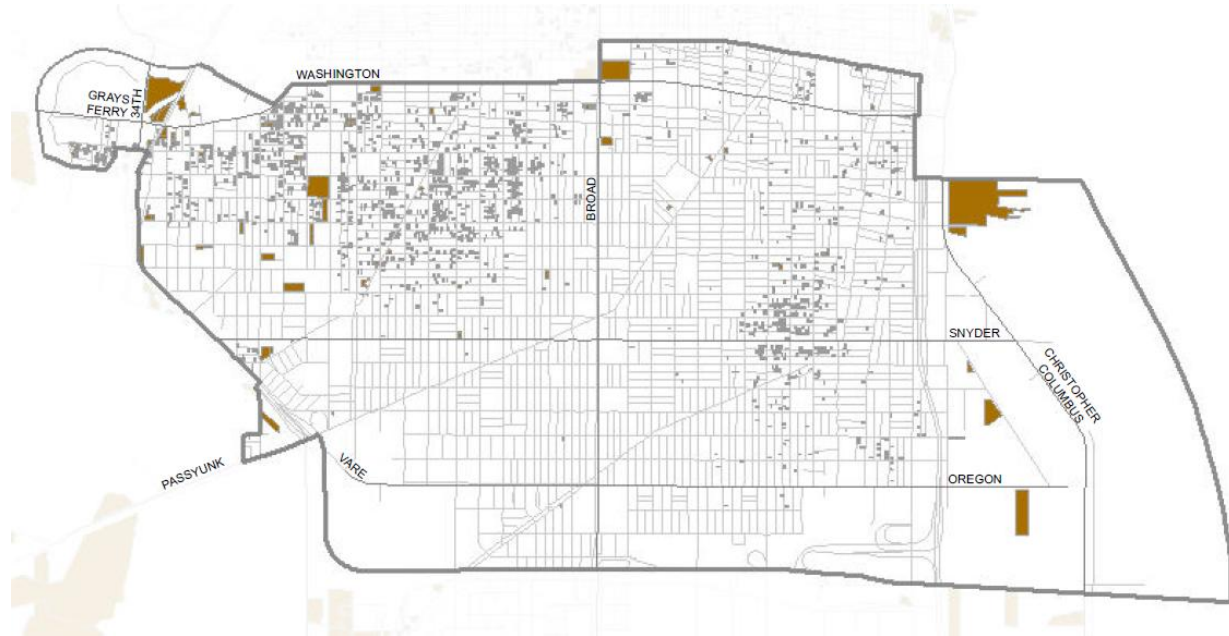 WASHINGTON
GRAYS
FERRY
34TH
BROAD
SNYDER
CHRISTOPHER
COLUMBUS
PASSYUNK
VARE
OREGON